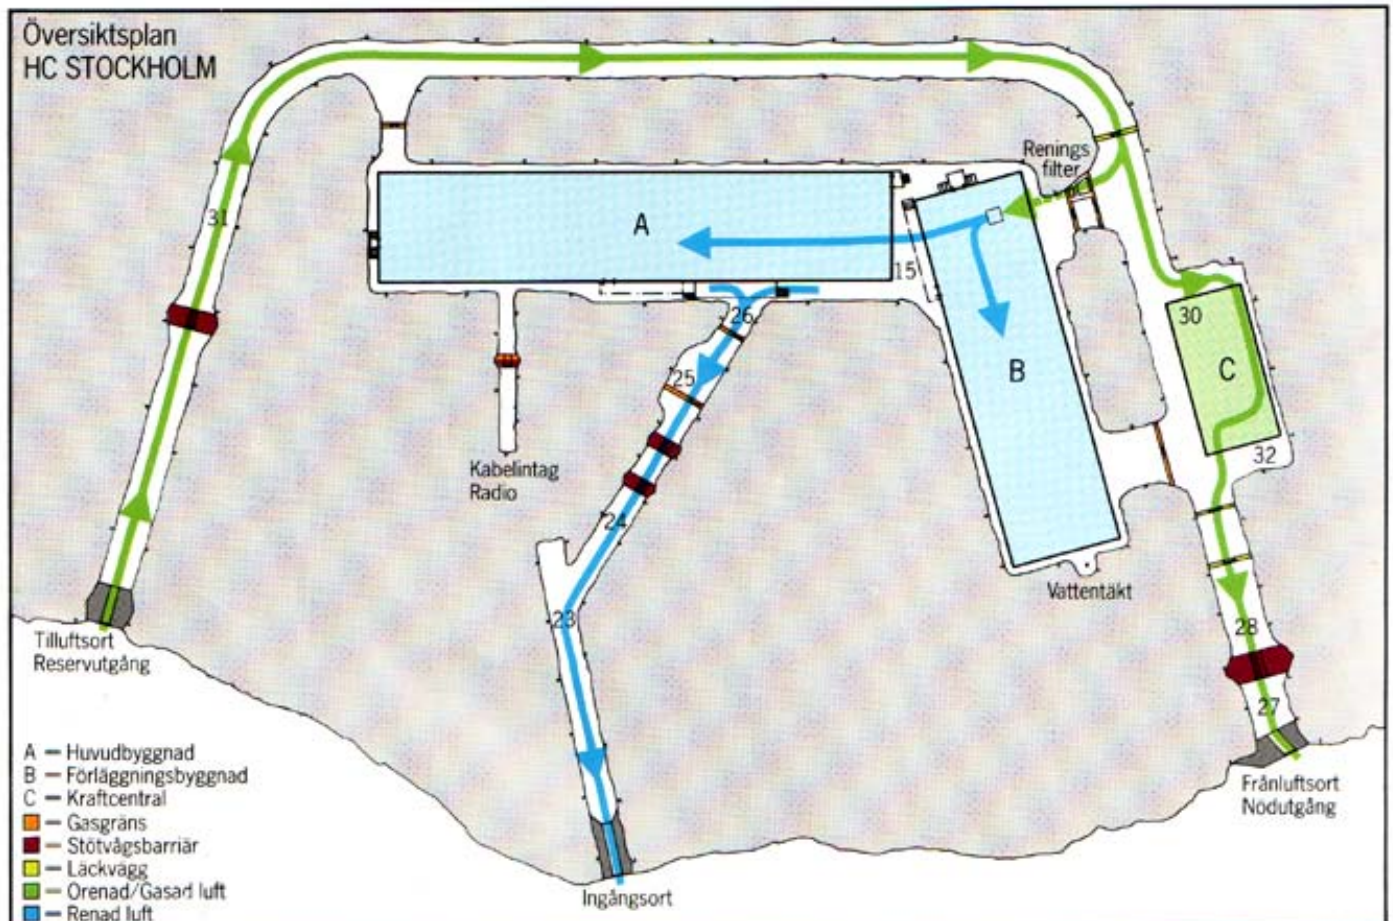 Översiktsplan
HC STOCKHOLM
Renings
filter
31
A
15
26
30
25
B
C
Kabelintag
Radio
32
24
Vattentäkt
23
28
Tilluftsort
Reservutgång
27
A – Huvudbyggnad
B – Förläggningsbyggnad
C – Kraftcentral
– Gasgräns
– Stötvågsbarriär
– Läckvägg
– Orenad/Gasad luft
– Renad luft
Frånluftsort
Nödutgång
Ingångsort